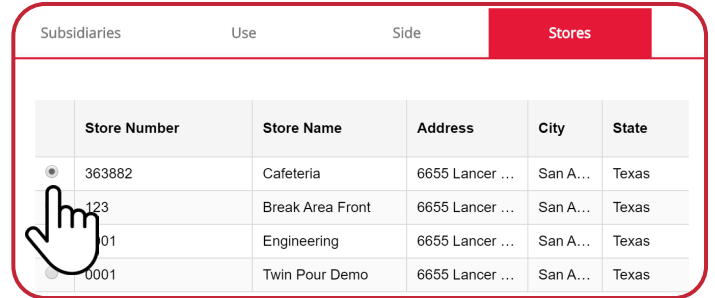 Subsidiaries Use Side Stores
Store Number Store Name Address City State
363882 Cafeteria 6655 Lancer ... San A... Texas
123 Break Area Front 6655 Lancer ... San A... Texas
Engineering 6655 Lancer ... San A... Texas
0001 Twin Pour Demo 6655 Lancer ... San A... Texas